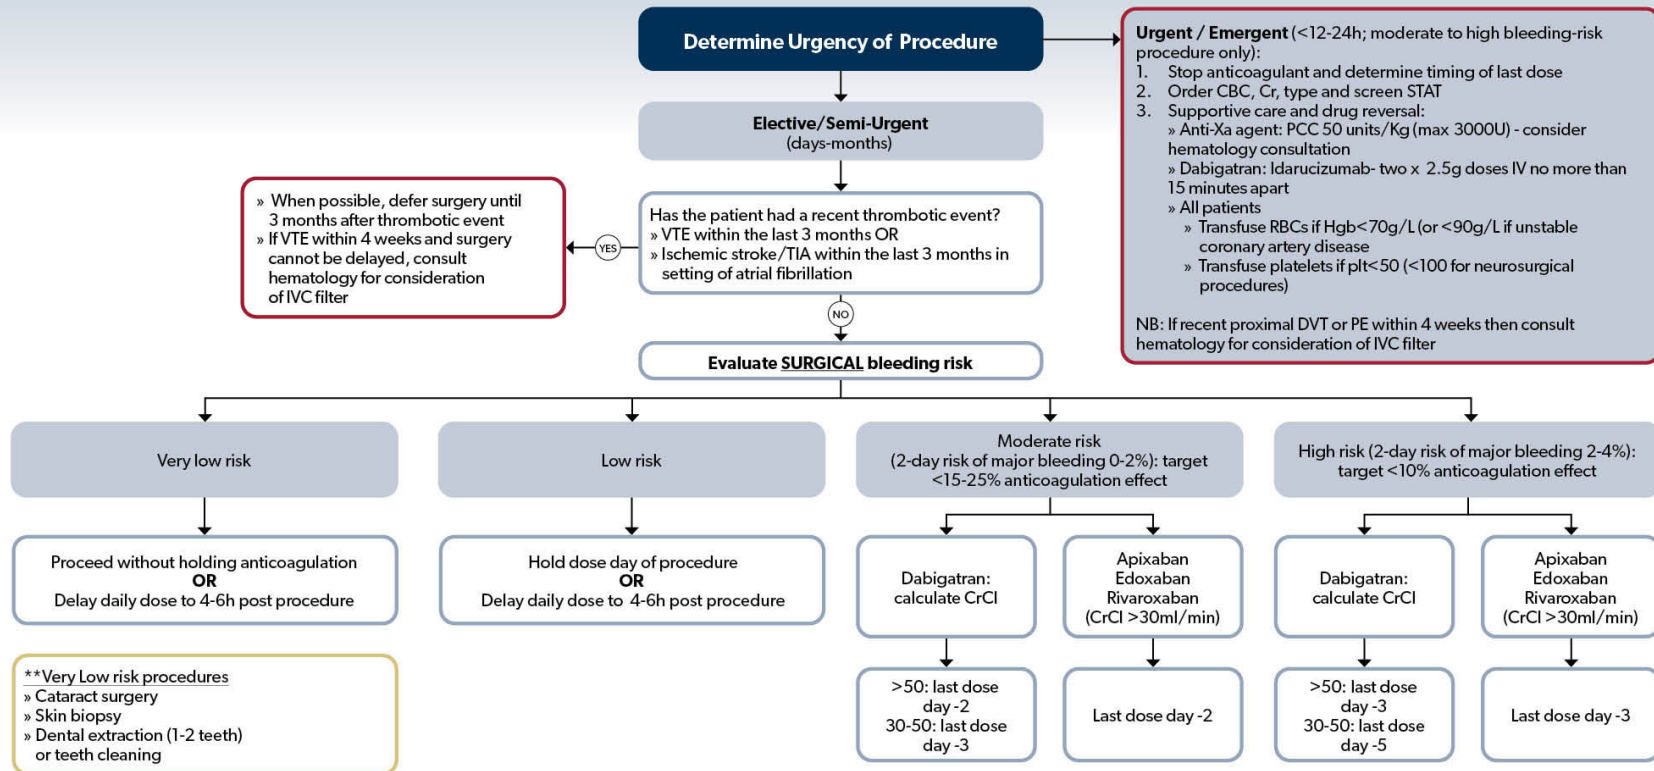 Determine Urgency of Procedure
Urgent / Emergent (<12-24h; moderate to high bleeding-risk
procedure only):
1. Stop anticoagulant and determine timing of last dose
2. Order CBC, Cr, type and screen STAT
3. Supportive care and drug reversal:
» Anti-Xa agent: PCC 50 units/Kg (max 3000U) - consider
hematology consultation
» Dabigatran: Idarucizumab- two x 2.5g doses IV no more than
15 minutes apart
» All patients
» Transfuse RBCs if Hgb<70g/L (or <90g/L if unstable
coronary artery disease
» Transfuse platelets if plt<50 (<100 for neurosurgical
procedures)
NB: If recent proximal DVT or PE within 4 weeks then consult
hematology for consideration of IVC filter
Elective/Semi-Urgent
(days-months)
Has the patient had a recent thrombotic event?
» VTE within the last 3 months OR
» Ischemic stroke/TIA within the last 3 months in
setting of atrial fibrillation
YES
» When possible, defer surgery until
3 months after thrombotic event
» If VTE within 4 weeks and surgery
cannot be delayed, consult
hematology for consideration
of IVC filter
NO
Evaluate SURGICAL bleeding risk
Very low risk
Proceed without holding anticoagulation
OR
Delay daily dose to 4-6h post procedure
**Very Low risk procedures
» Cataract surgery
» Skin biopsy
» Dental extraction (1-2 teeth)
or teeth cleaning
Low risk
Hold dose day of procedure
OR
Delay daily dose to 4-6h post procedure
Moderate risk
(2-day risk of major bleeding 0-2%): target
<15-25% anticoagulation effect
Dabigatran:
calculate CrCl
>50: last dose
day -2
30-50: last dose
day -3
Apixaban
Edoxaban
Rivaroxaban
(CrCl >30ml/min)
Last dose day -2
High risk (2-day risk of major bleeding 2-4%):
target <10% anticoagulation effect
Dabigatran:
calculate CrCl
>50: last dose
day -3
30-50: last dose
day -5
Apixaban
Edoxaban
Rivaroxaban
(CrCl >30ml/min)
Last dose day -3